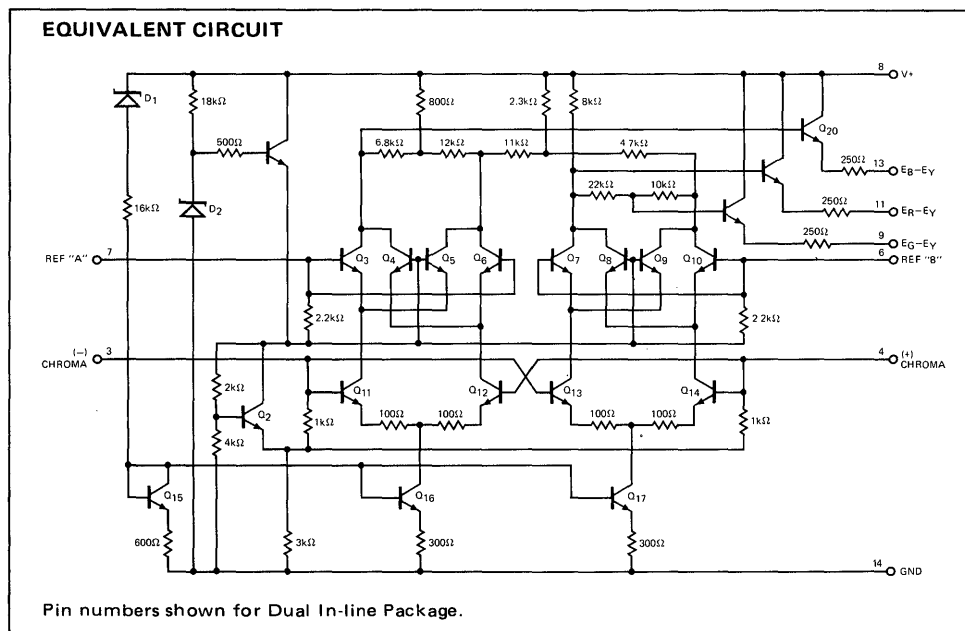 EQUIVALENT CIRCUIT
8 V+
D1
18kΩ
800Ω
2.3kΩ
8kΩ
Q20
500Ω
6.8kΩ
12kΩ
11kΩ
4.7kΩ
250Ω
13
EB–EY
16kΩ
D2
22kΩ
10kΩ
250Ω
11
ER–EY
250Ω
9
EG–EY
REF "A" 7
Q3
Q4
Q5
Q6
Q7
Q8
Q9
Q10
6
REF "B"
2.2kΩ
2.2kΩ
(–)
CHROMA
3
4
(+)
CHROMA
2kΩ
Q11
Q12
Q13
Q14
Q2
1kΩ
100Ω
100Ω
100Ω
100Ω
1kΩ
4kΩ
Q15
Q16
Q17
600Ω
3kΩ
300Ω
300Ω
14
GND
Pin numbers shown for Dual In-line Package.